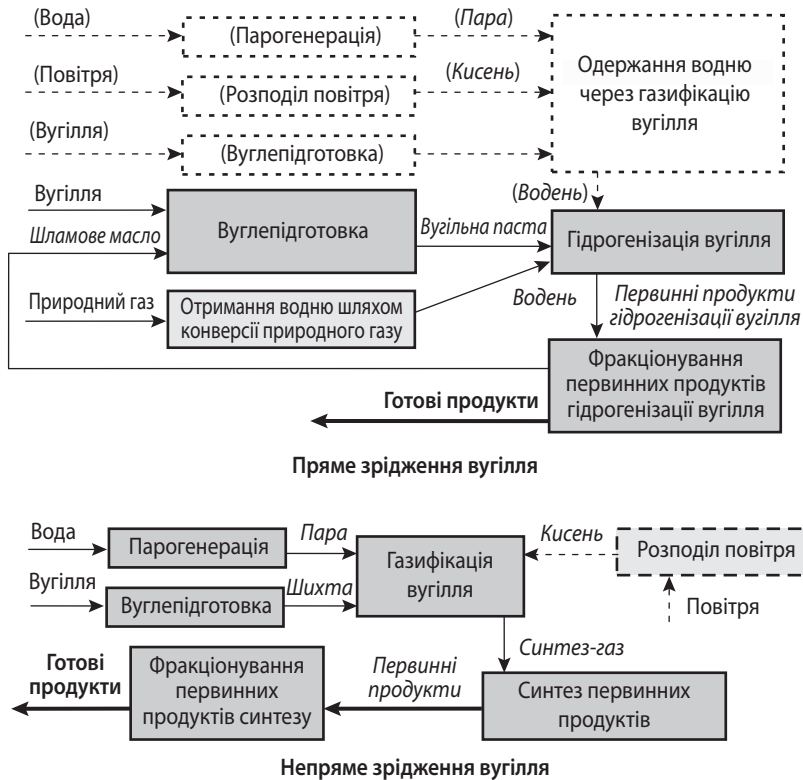 (Вода)
(Парогенерація)
(Пара)
(Повітря)
(Розподіл повітря)
(Кисень)
Одержання водню
через газифікацію
вугілля
(Вугілля)
(Вуглепідготовка)
(Водень)
Вугілля
Шламове масло
Вуглепідготовка
Вугільна паста
Гідрогенізація вугілля
Природний газ
Отримання водню шляхом
конверсії природного газу
Водень
Первинні продукти
гідрогенізації вугілля
Фракціонування
первинних продуктів
гідрогенізації вугілля
Готові продукти
Пряме зрідження вугілля
Вода
Парогенерація
Пара
Газифікація
вугілля
Кисень
Розподіл повітря
Вугілля
Вуглепідготовка
Шихта
Повітря
Синтез-газ
Готові
продукти
Фракціонування
первинних
продуктів синтезу
Первинні
продукти
Синтез первинних
продуктів
Непряме зрідження вугілля